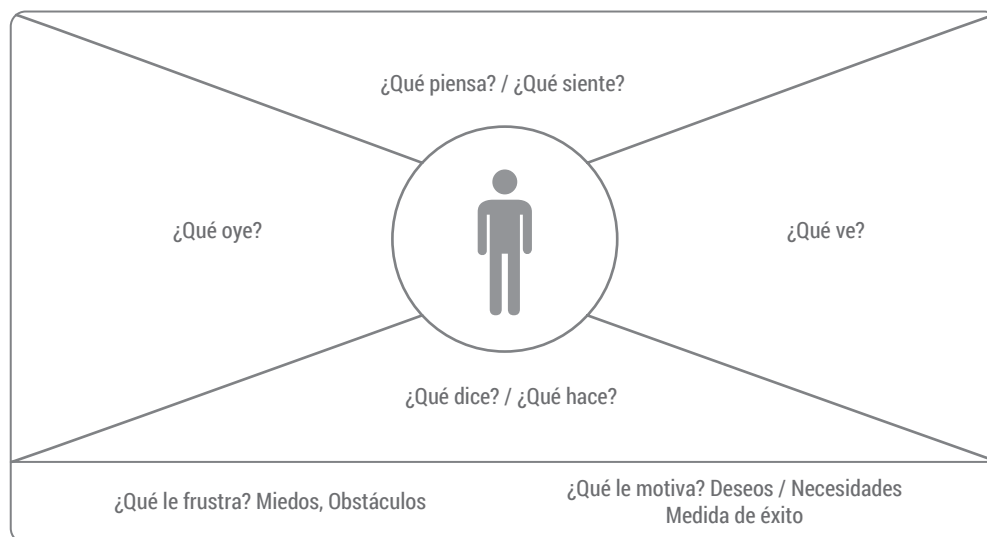 ¿Qué piensa? / ¿Qué siente?
¿Qué oye?
¿Qué ve?
¿Qué dice? / ¿Qué hace?
¿Qué le frustra? Miedos, Obstáculos
¿Qué le motiva? Deseos / Necesidades
Medida de éxito